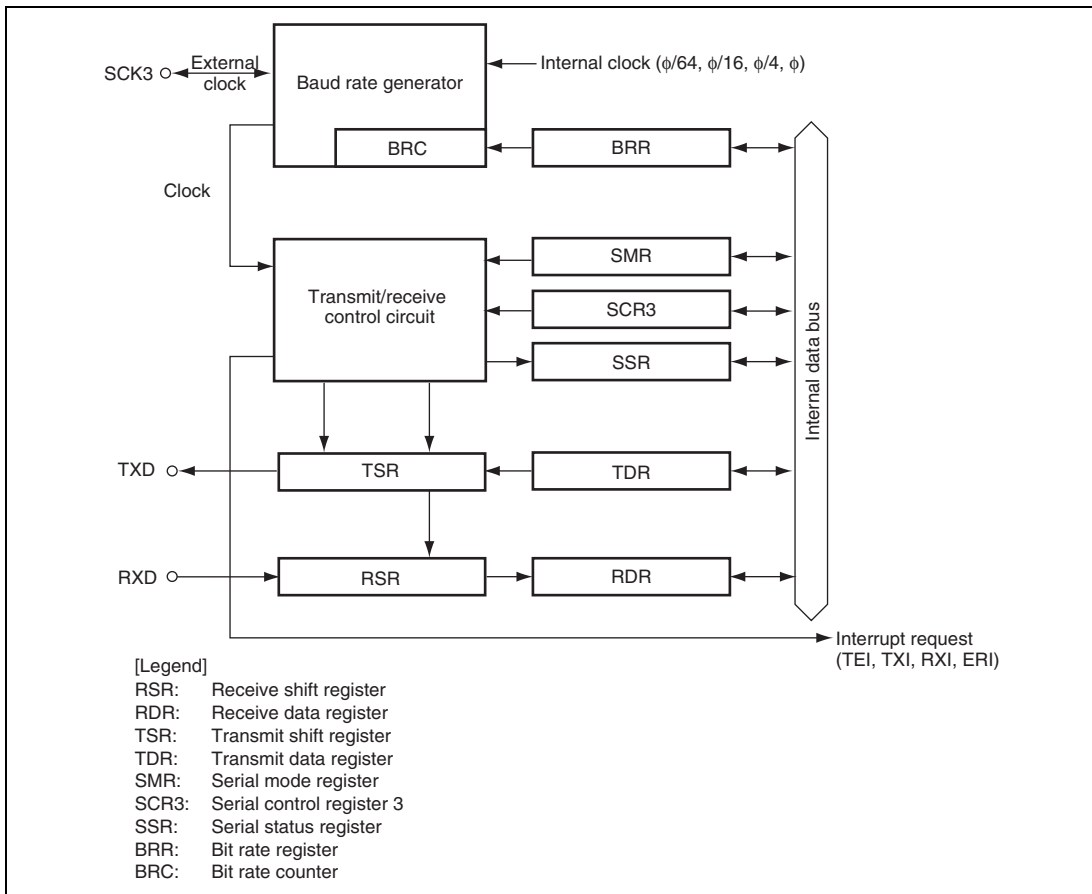 SCK3
External
clock
Baud rate generator
Internal clock (ϕ/64, ϕ/16, ϕ/4, ϕ)
BRC
BRR
Clock
Transmit/receive
control circuit
SMR
SCR3
SSR
Internal data bus
TXD
TSR
TDR
RXD
RSR
RDR
Interrupt request
(TEI, TXI, RXI, ERI)
[Legend]
RSR: Receive shift register
RDR: Receive data register
TSR: Transmit shift register
TDR: Transmit data register
SMR: Serial mode register
SCR3: Serial control register 3
SSR: Serial status register
BRR: Bit rate register
BRC: Bit rate counter